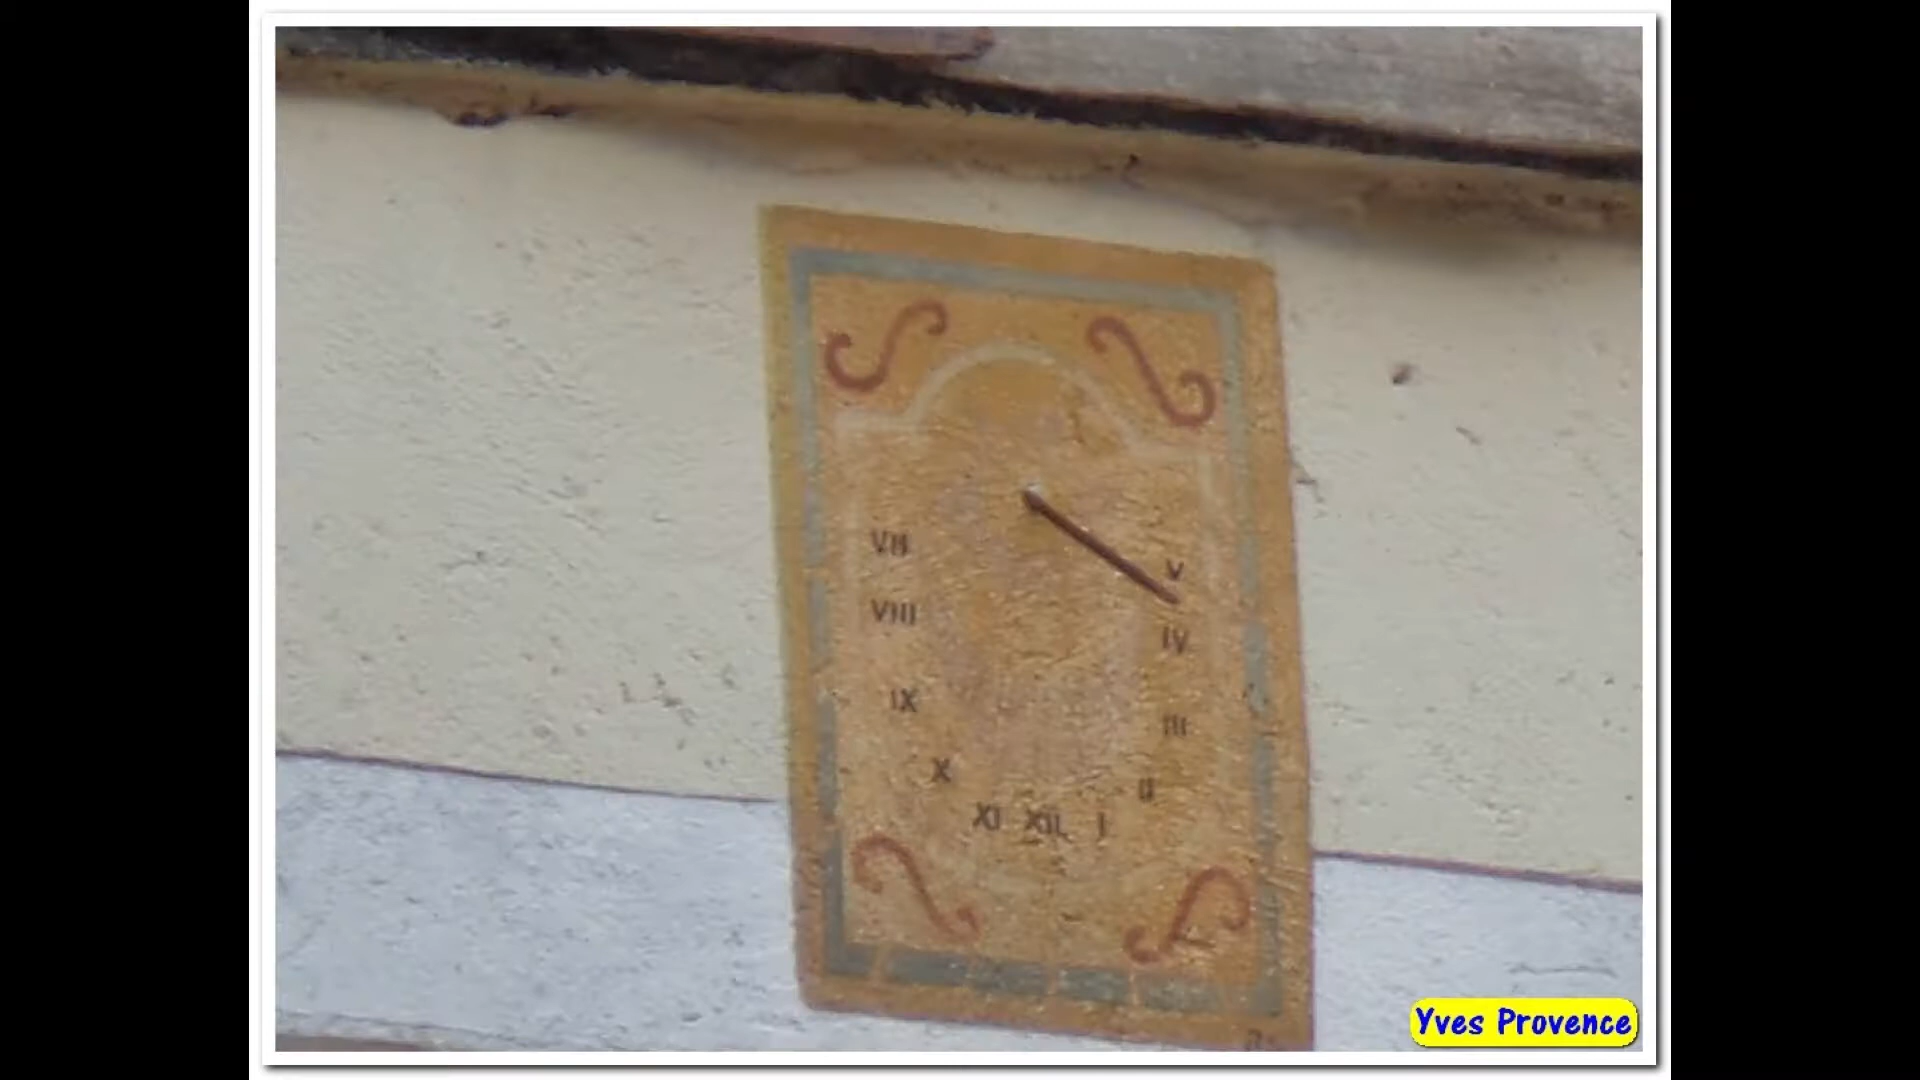 VII
V
VIII
IV
IX
III
X
II
XI XII I
Yves Provence